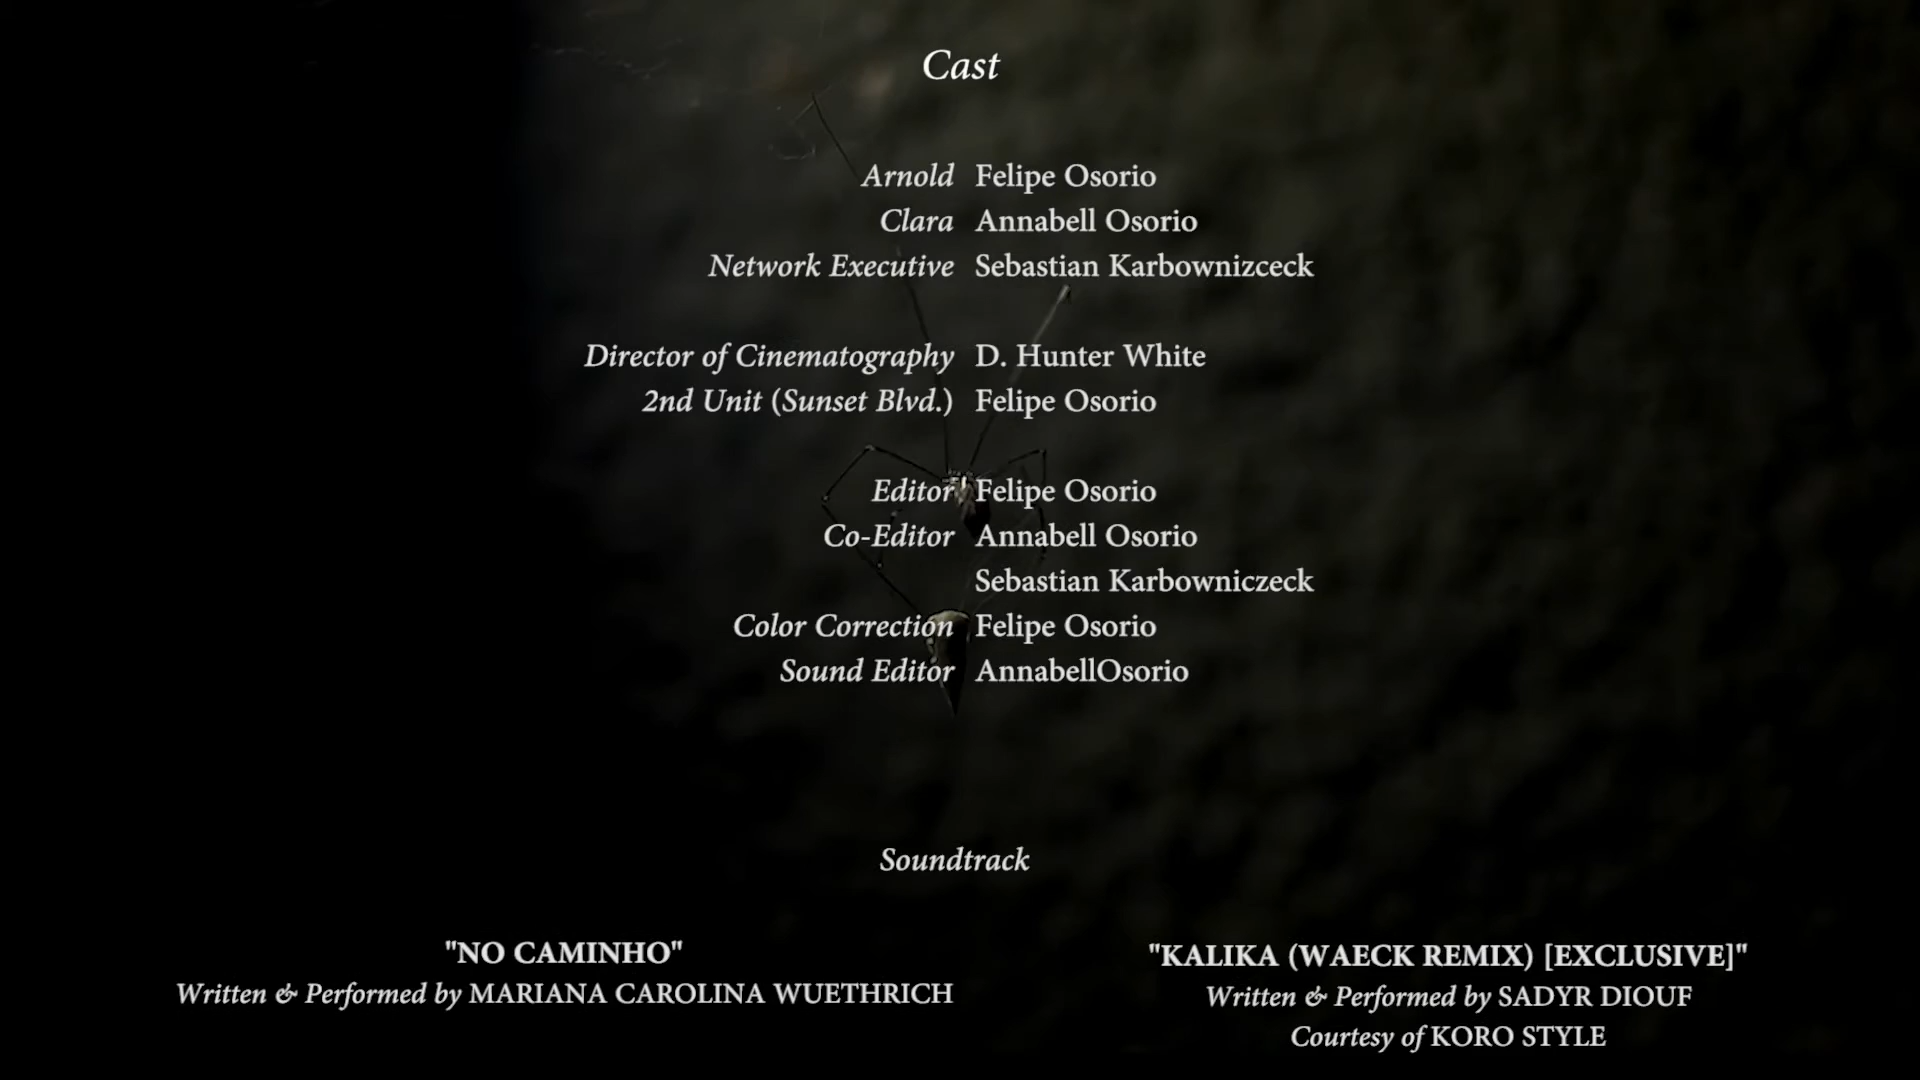 Cast
Arnold Felipe Osorio
Clara Annabell Osorio
Network Executive Sebastian Karbownizceck
Director of Cinematography D. Hunter White
2nd Unit (Sunset Blvd.) Felipe Osorio
Editor Felipe Osorio
Co-Editor Annabell Osorio
Sebastian Karbowniczeck
Color Correction Felipe Osorio
Sound Editor AnnabellOsorio
Soundtrack
"NO CAMINHO"
Written & Performed by MARIANA CAROLINA WUETHRICH
"KALIKA (WAECK REMIX) [EXCLUSIVE]"
Written & Performed by SADYR DIOUF
Courtesy of KORO STYLE